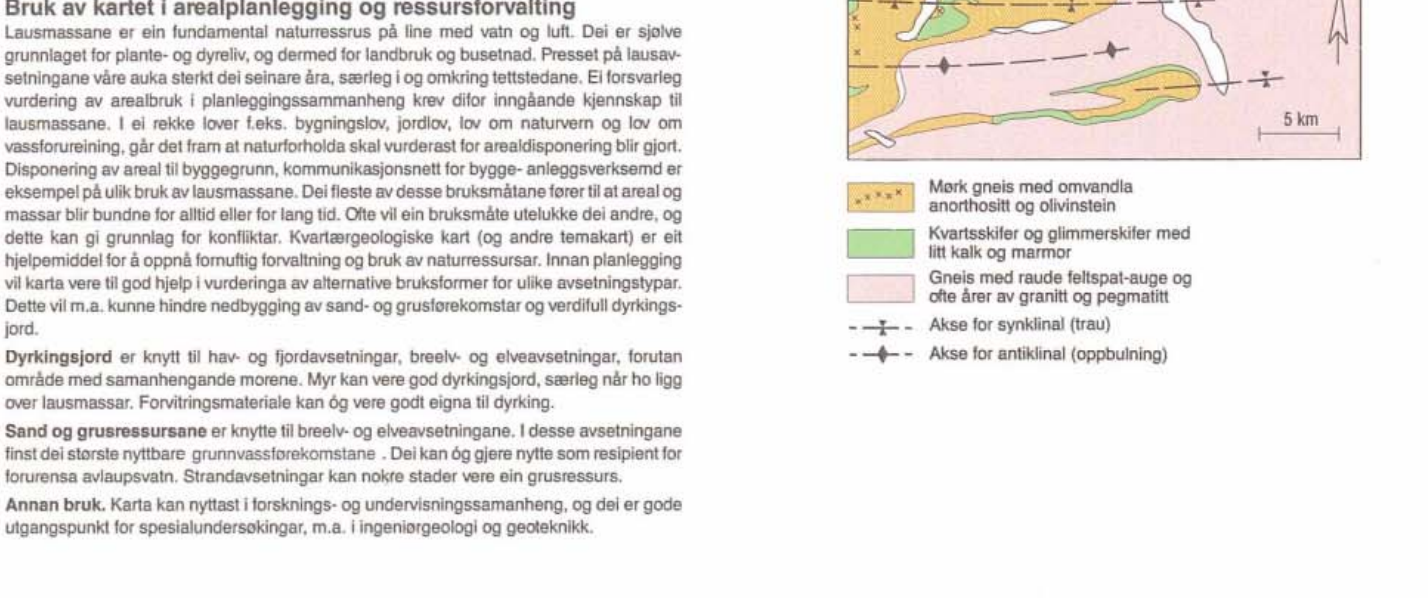 Bruk av kartet i arealplanlegging og ressursforvalting
Lausmassane er ein fundamental naturressrus på line med vatn og luft. Dei er sjølve
grunnlaget for plante- og dyreliv, og dermed for landbruk og busetnad. Presset på lausav-
setningane våre auka sterkt dei seinare åra, særleg i og omkring tettstedane. Ei forsvarleg
vurdering av arealbruk i planleggingssammanheng krev difor inngåande kjennskap til
lausmassane. I ei rekke lover f.eks. bygningslov, jordlov, lov om naturvern og lov om
vassforureining, går det fram at naturforholda skal vurderast for arealdisponering blir gjort.
Disponering av areal til byggegrunn, kommunikasjonsnett for bygge- anleggsverksemd er
eksempel på ulik bruk av lausmassane. Dei fleste av desse bruksmåtane fører til at areal og
massar blir bundne for alltid eller for lang tid. Ofte vil ein bruksmåte utelukke dei andre, og
dette kan gi grunnlag for konfliktar. Kvartærgeologiske kart (og andre temakart) er eit
hjelpemiddel for å oppnå fornuftig forvaltning og bruk av naturressursar. Innan planlegging
vil karta vere til god hjelp i vurderinga av alternative bruksformer for ulike avsetningstypar.
Dette vil m.a. kunne hindre nedbygging av sand- og grusførekomstar og verdifull dyrkings-
jord.
Dyrkingsjord er knytt til hav- og fjordavsetningar, breelv- og elveavsetningar, forutan
område med samanhengande morene. Myr kan vere god dyrkingsjord, særleg når ho ligg
over lausmassar. Forvitringsmateriale kan óg vere godt eigna til dyrking.
Sand og grusressursane er knytte til breelv- og elveavsetningane. I desse avsetningane
finst dei største nyttbare grunnvassførekomstane . Dei kan óg gjere nytte som resipient for
forurensa avlaupsvatn. Strandavsetningar kan nokre stader vere ein grusressurs.
Annan bruk. Karta kan nyttast i forsknings- og undervisningssamanheng, og dei er gode
utgangspunkt for spesialundersøkingar, m.a. i ingeniørgeologi og geoteknikk.
5 km
Mørk gneis med omvandla
anorthositt og olivinstein
Kvartsskifer og glimmerskifer med
litt kalk og marmor
Gneis med raude feltspat-auge og
ofte årer av granitt og pegmatitt
Akse for synklinal (trau)
Akse for antiklinal (oppbulning)